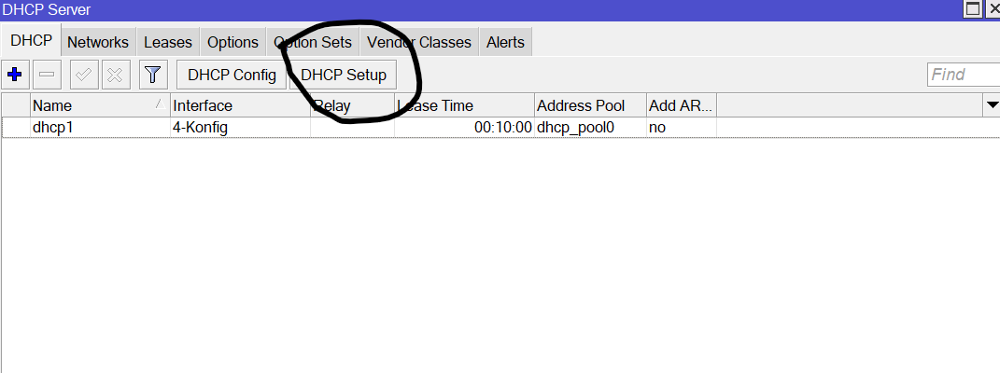 DHCP Server
DHCP Networks Leases Options Option Sets Vendor Classes Alerts
DHCP Config DHCP Setup Find
Name Interface Relay Lease Time Address Pool Add AR...
dhcp1 4-Konfig 00:10:00 dhcp_pool0 no